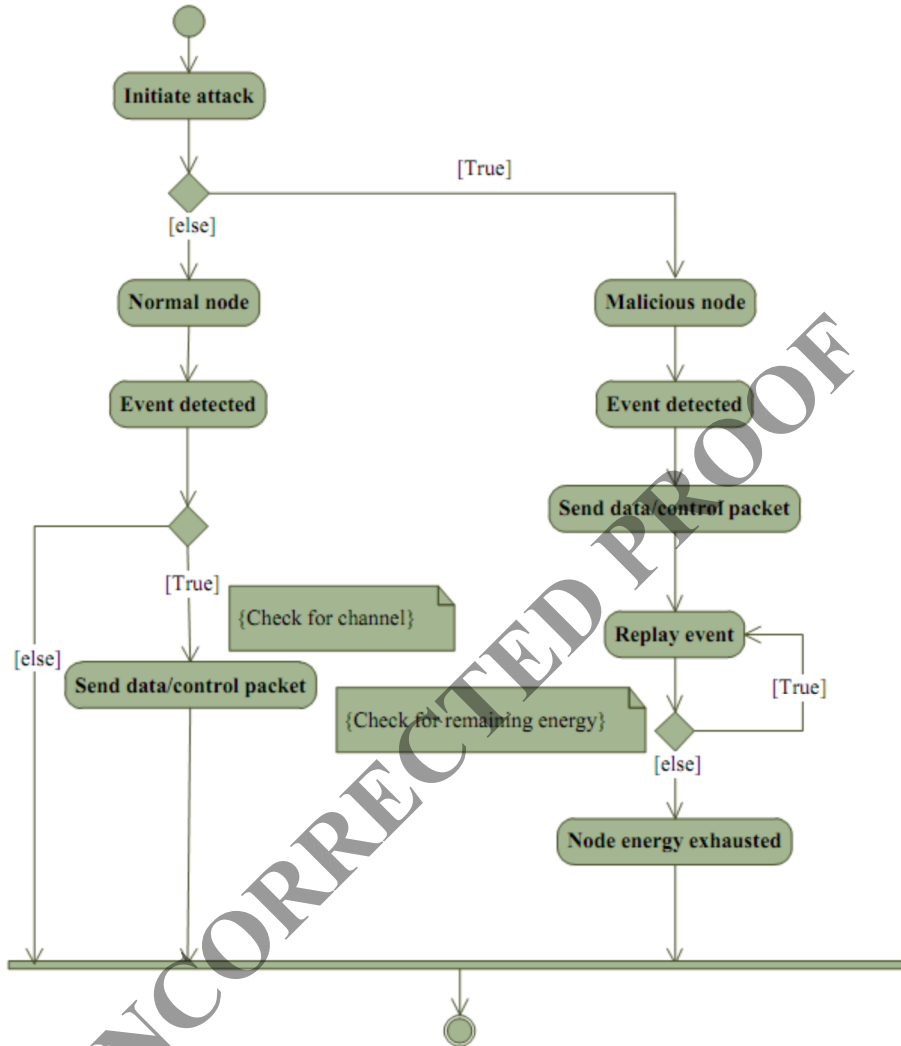 Initiate attack
[True]
[else]
Normal node
Malicious node
Event detected
Event detected
Send data/control packet
[True]
{Check for channel}
[else]
Replay event
Send data/control packet
[True]
{Check for remaining energy}
[else]
Node energy exhausted
NCORRECTED PROOF